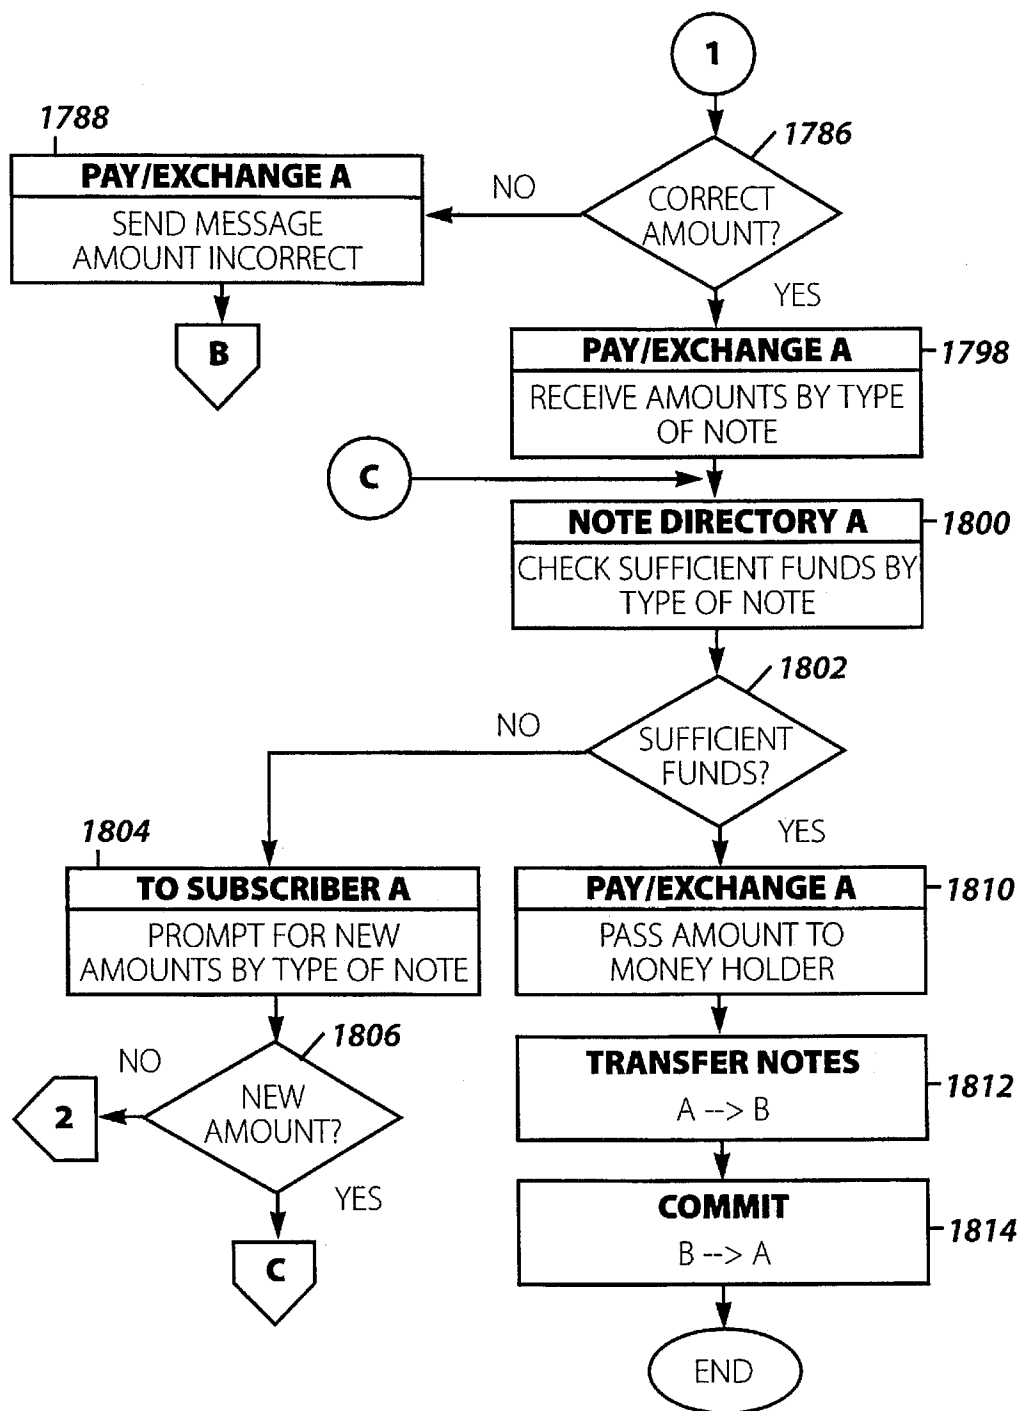 1
1788
1786
PAY/EXCHANGE A
NO
CORRECT
AMOUNT?
SEND MESSAGE
AMOUNT INCORRECT
YES
B
PAY/EXCHANGE A
1798
RECEIVE AMOUNTS BY TYPE
OF NOTE
C
NOTE DIRECTORY A
1800
CHECK SUFFICIENT FUNDS BY
TYPE OF NOTE
1802
NO
SUFFICIENT
FUNDS?
YES
1804
TO SUBSCRIBER A
PROMPT FOR NEW
AMOUNTS BY TYPE OF NOTE
PAY/EXCHANGE A
1810
PASS AMOUNT TO
MONEY HOLDER
1806
NO
NEW
AMOUNT?
2
YES
C
TRANSFER NOTES
1812
A --> B
COMMIT
1814
B --> A
END